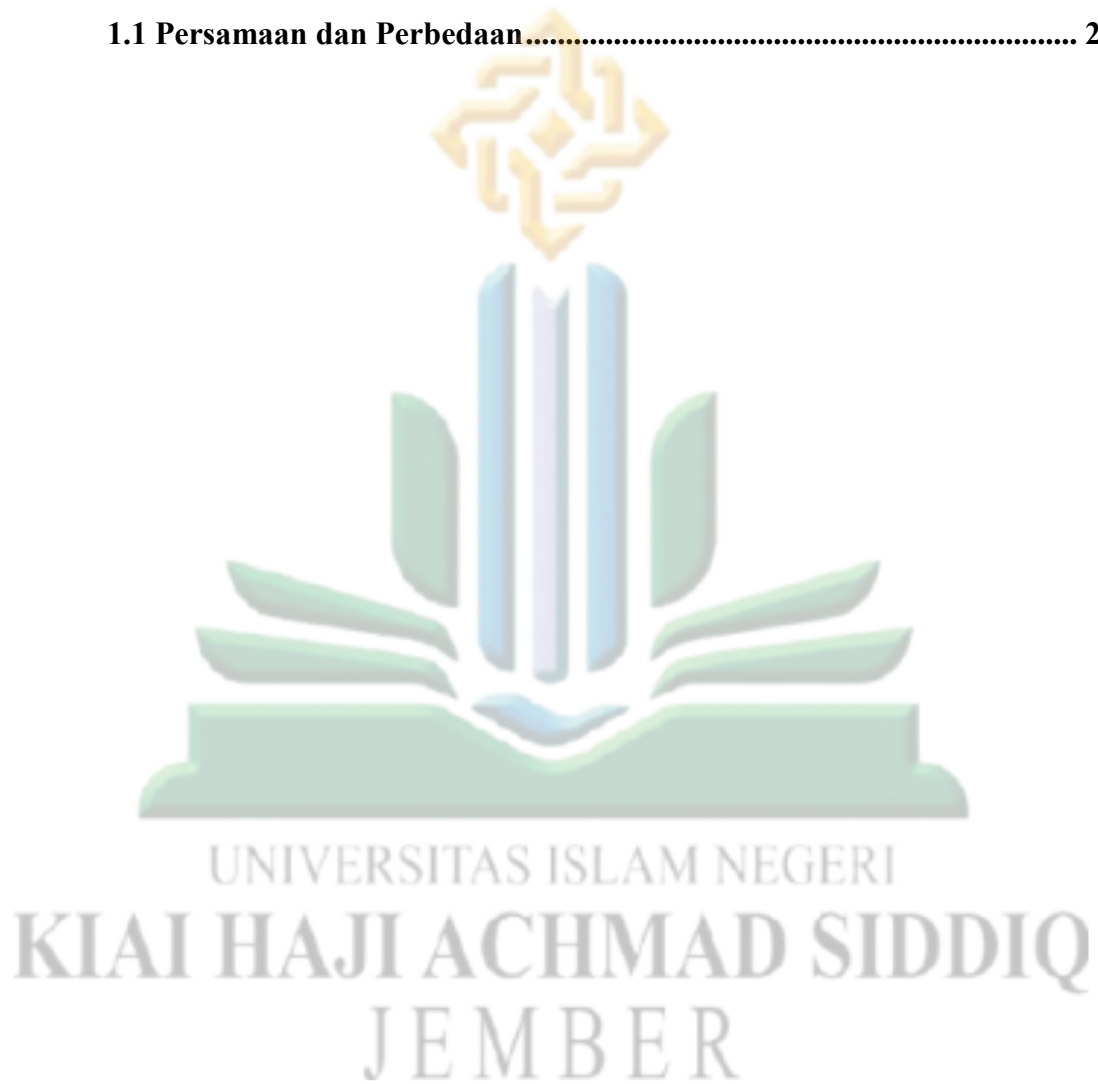 1.1 Persamaan dan Perbedaan.................................................................... 2
UNIVERSITAS ISLAM NEGERI
KIAI HAJI ACHMAD SIDDIQ
JEMBER